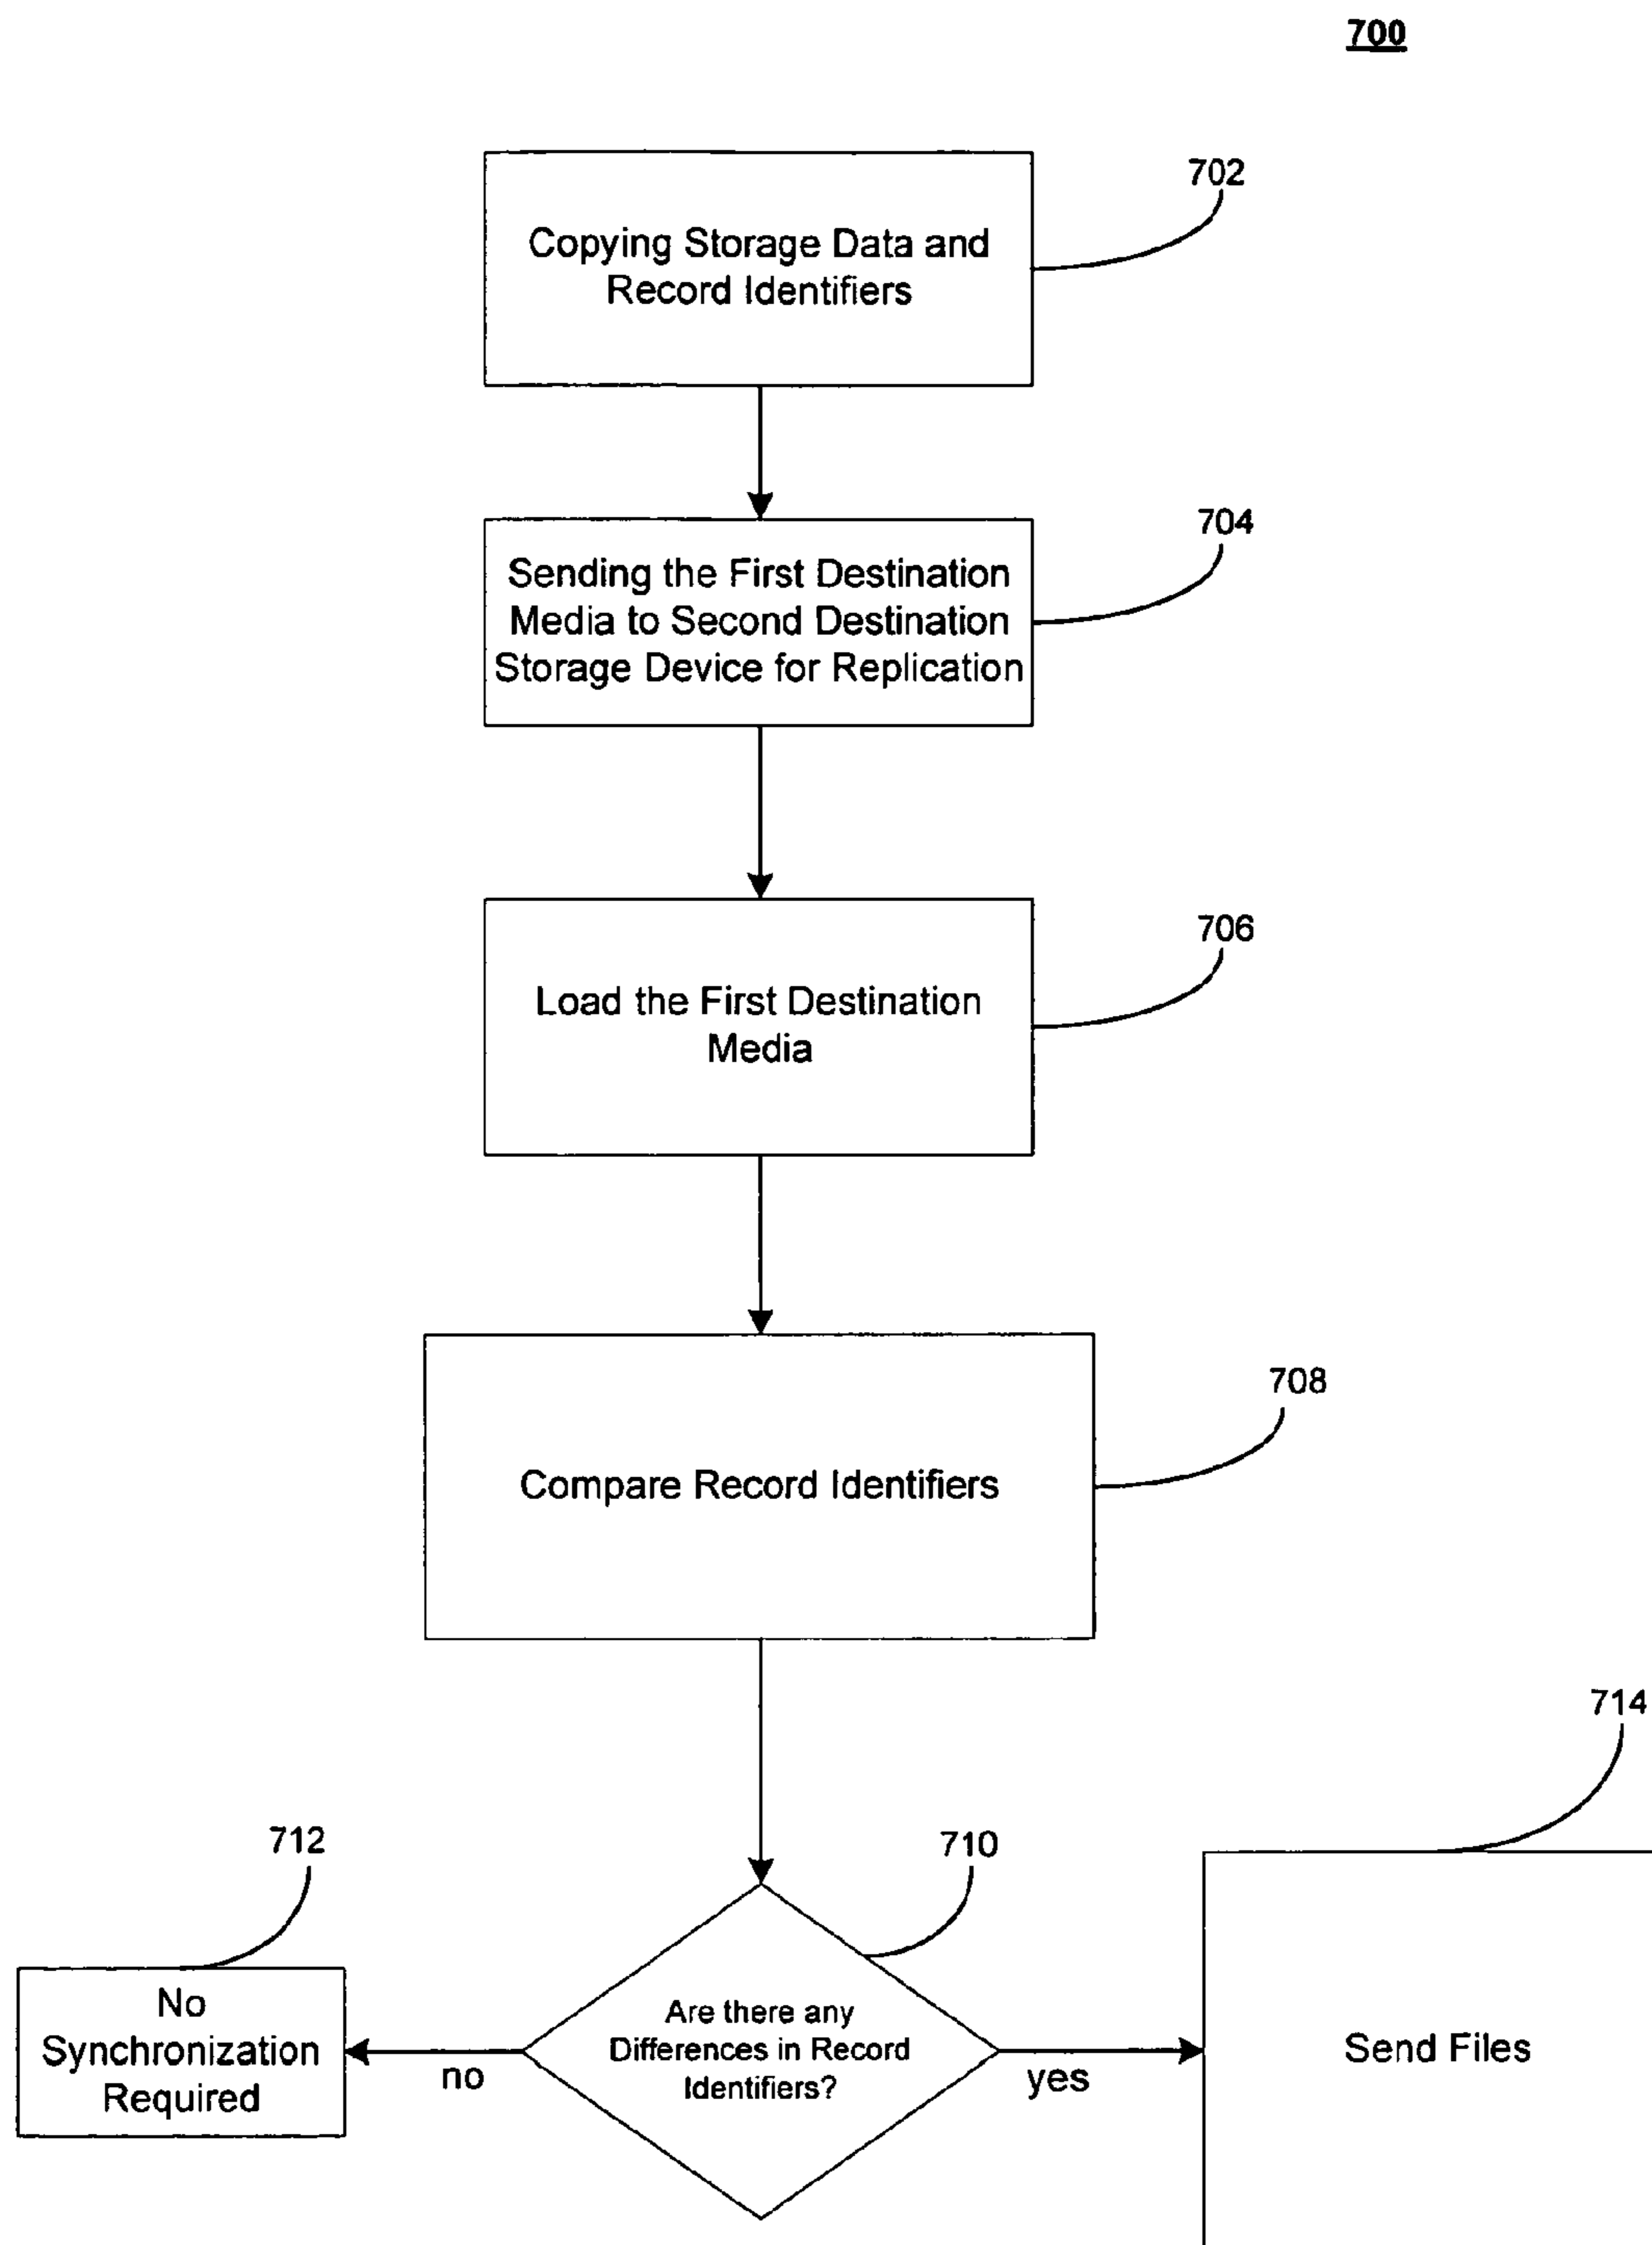 700
702
Copying Storage Data and
Record Identifiers
704
Sending the First Destination
Media to Second Destination
Storage Device for Replication
706
Load the First Destination
Media
708
Compare Record Identifiers
714
712
710
No
Synchronization
Required
no
Are there any
Differences in Record
Identifiers?
yes
Send Files